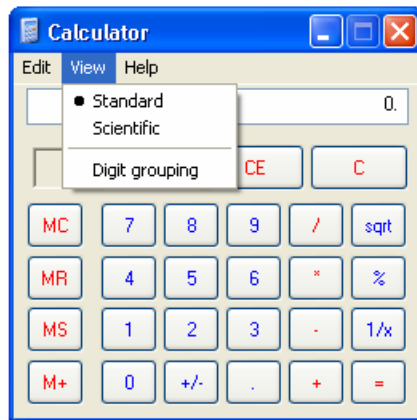 Calculator
Edit View Help
Standard 0.
Scientific
Digit grouping CE C
MC 7 8 9 / sqrt
MR 4 5 6 * %
MS 1 2 3 - 1/x
M+ 0 +/- . + =